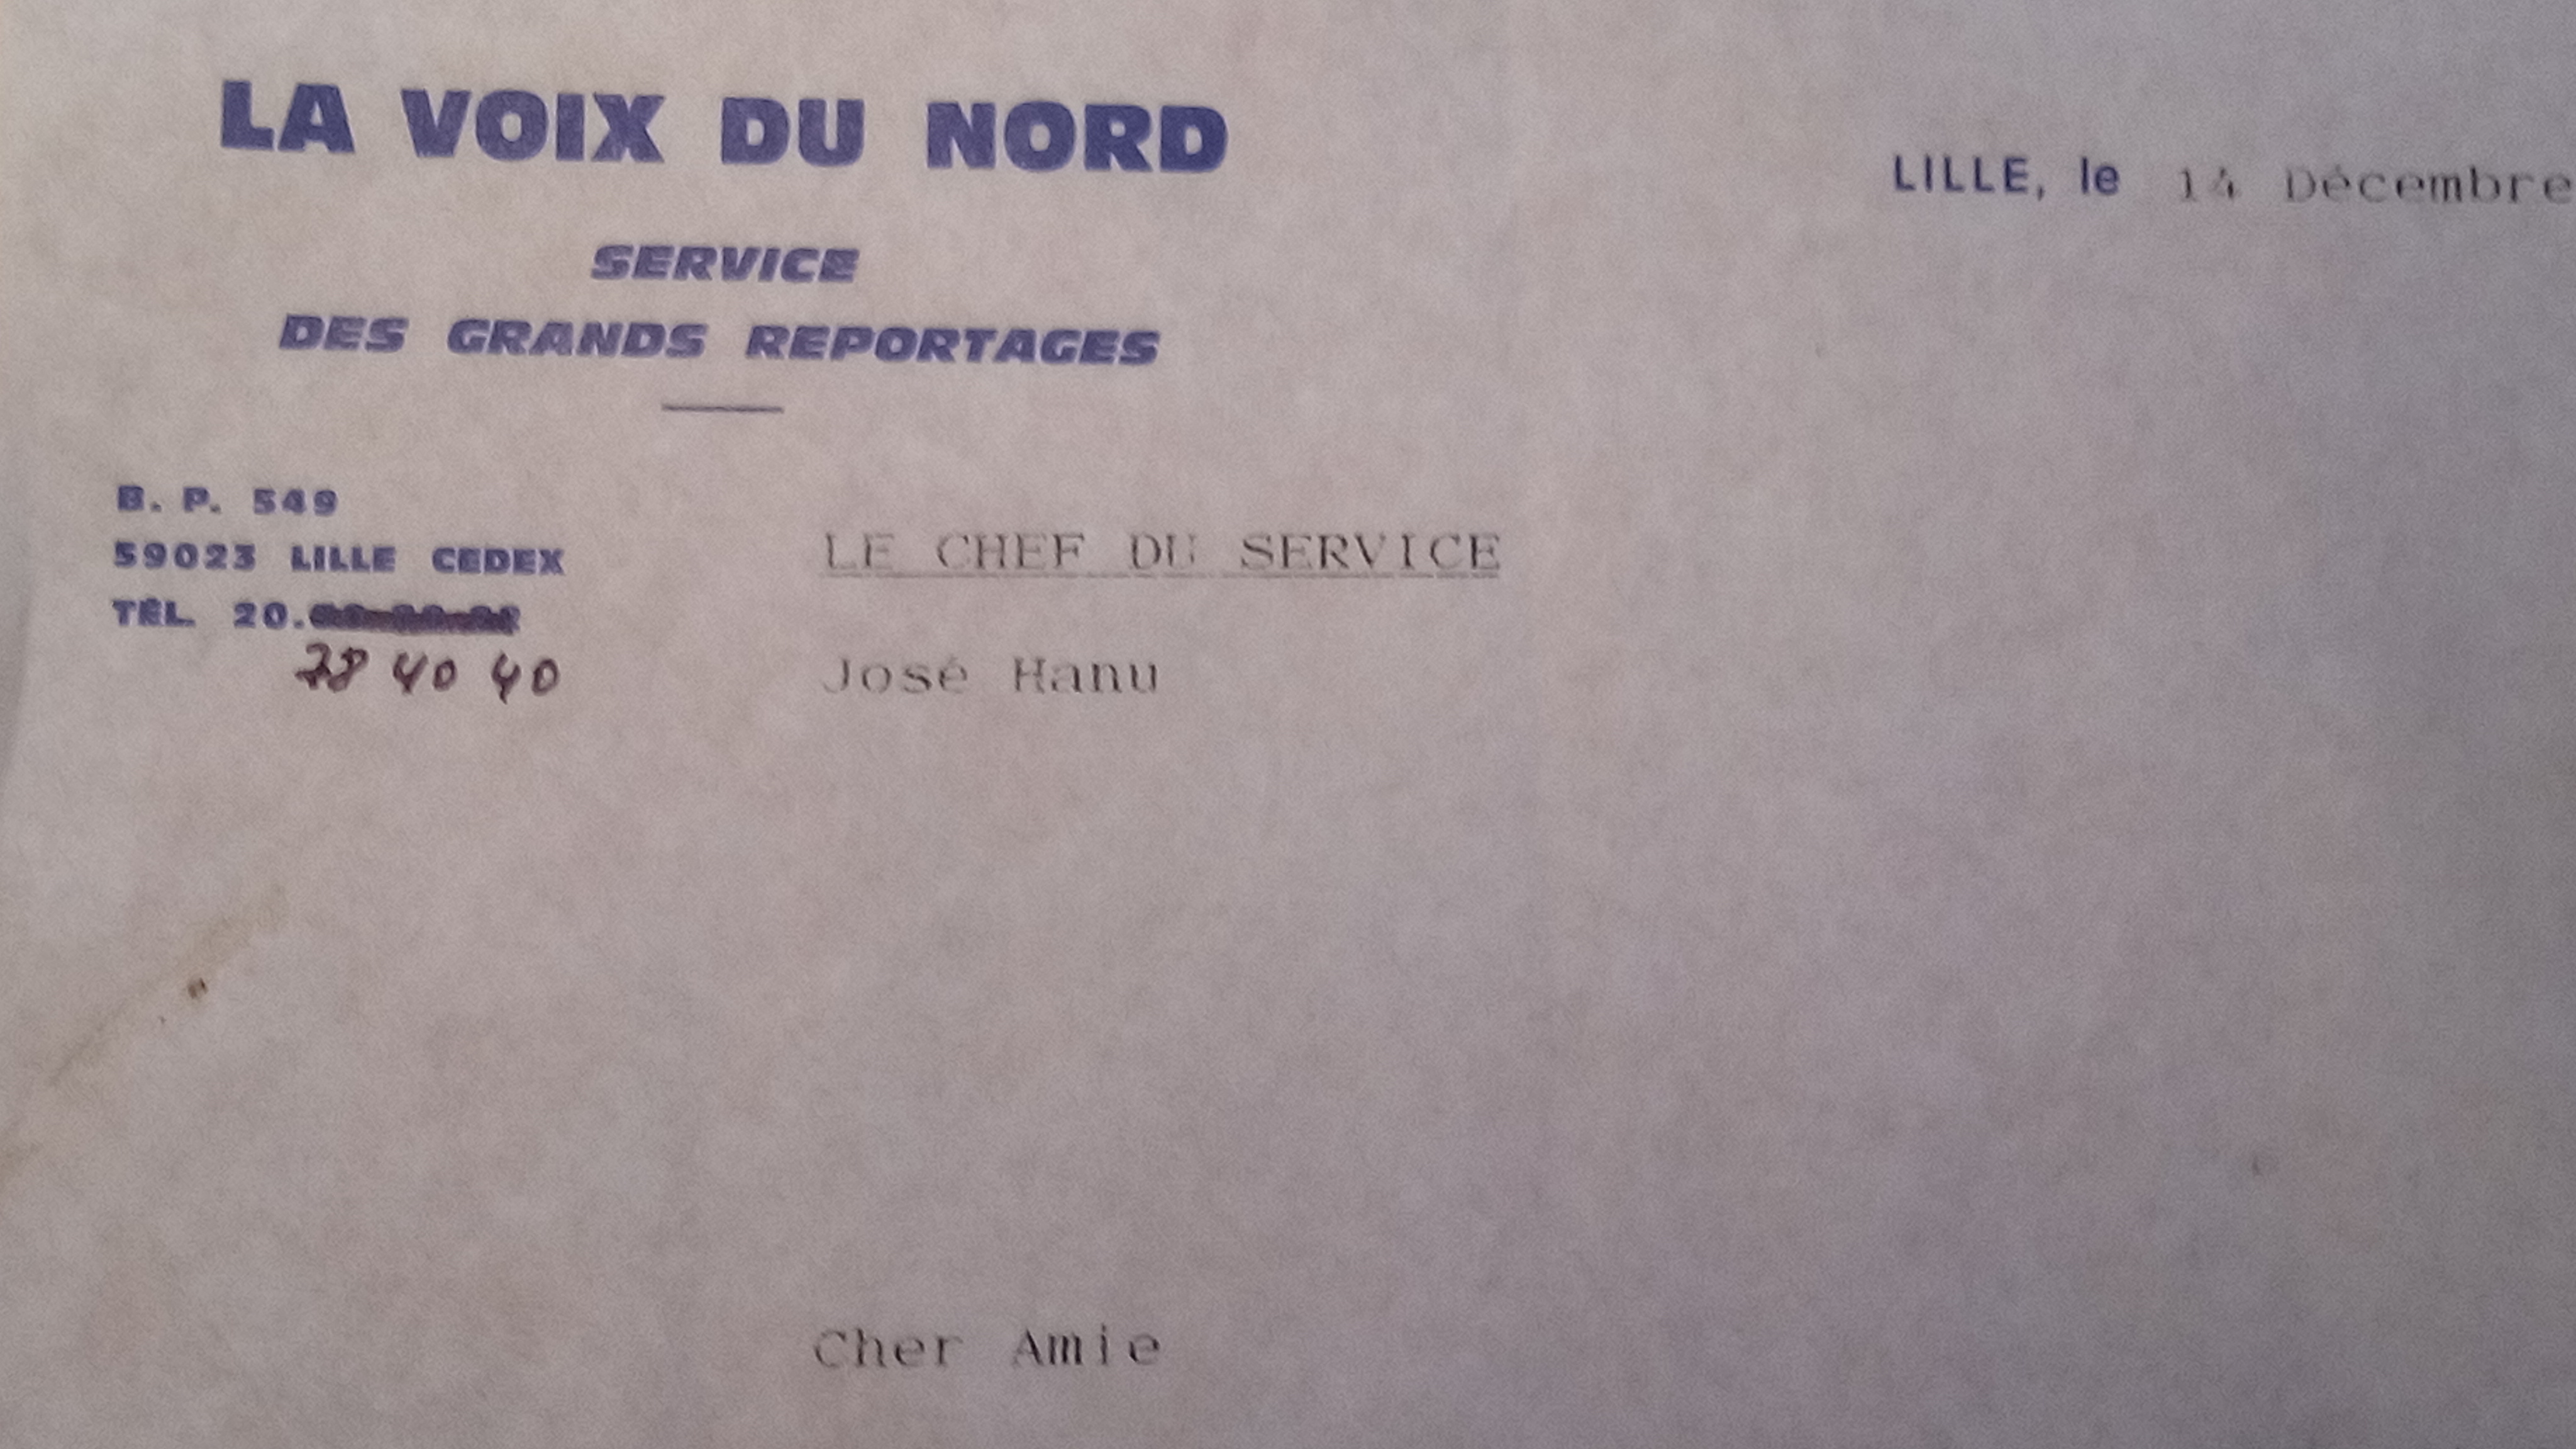 LA VOIX DU NORD
LILLE, le 14 Décembre
SERVICE
DES GRANDS REPORTAGES
B. P. 549
59023 LILLE CEDEX
TÉL. 20.
78 40 40
LE CHEF DU SERVICE
José Hanu
Cher Amie